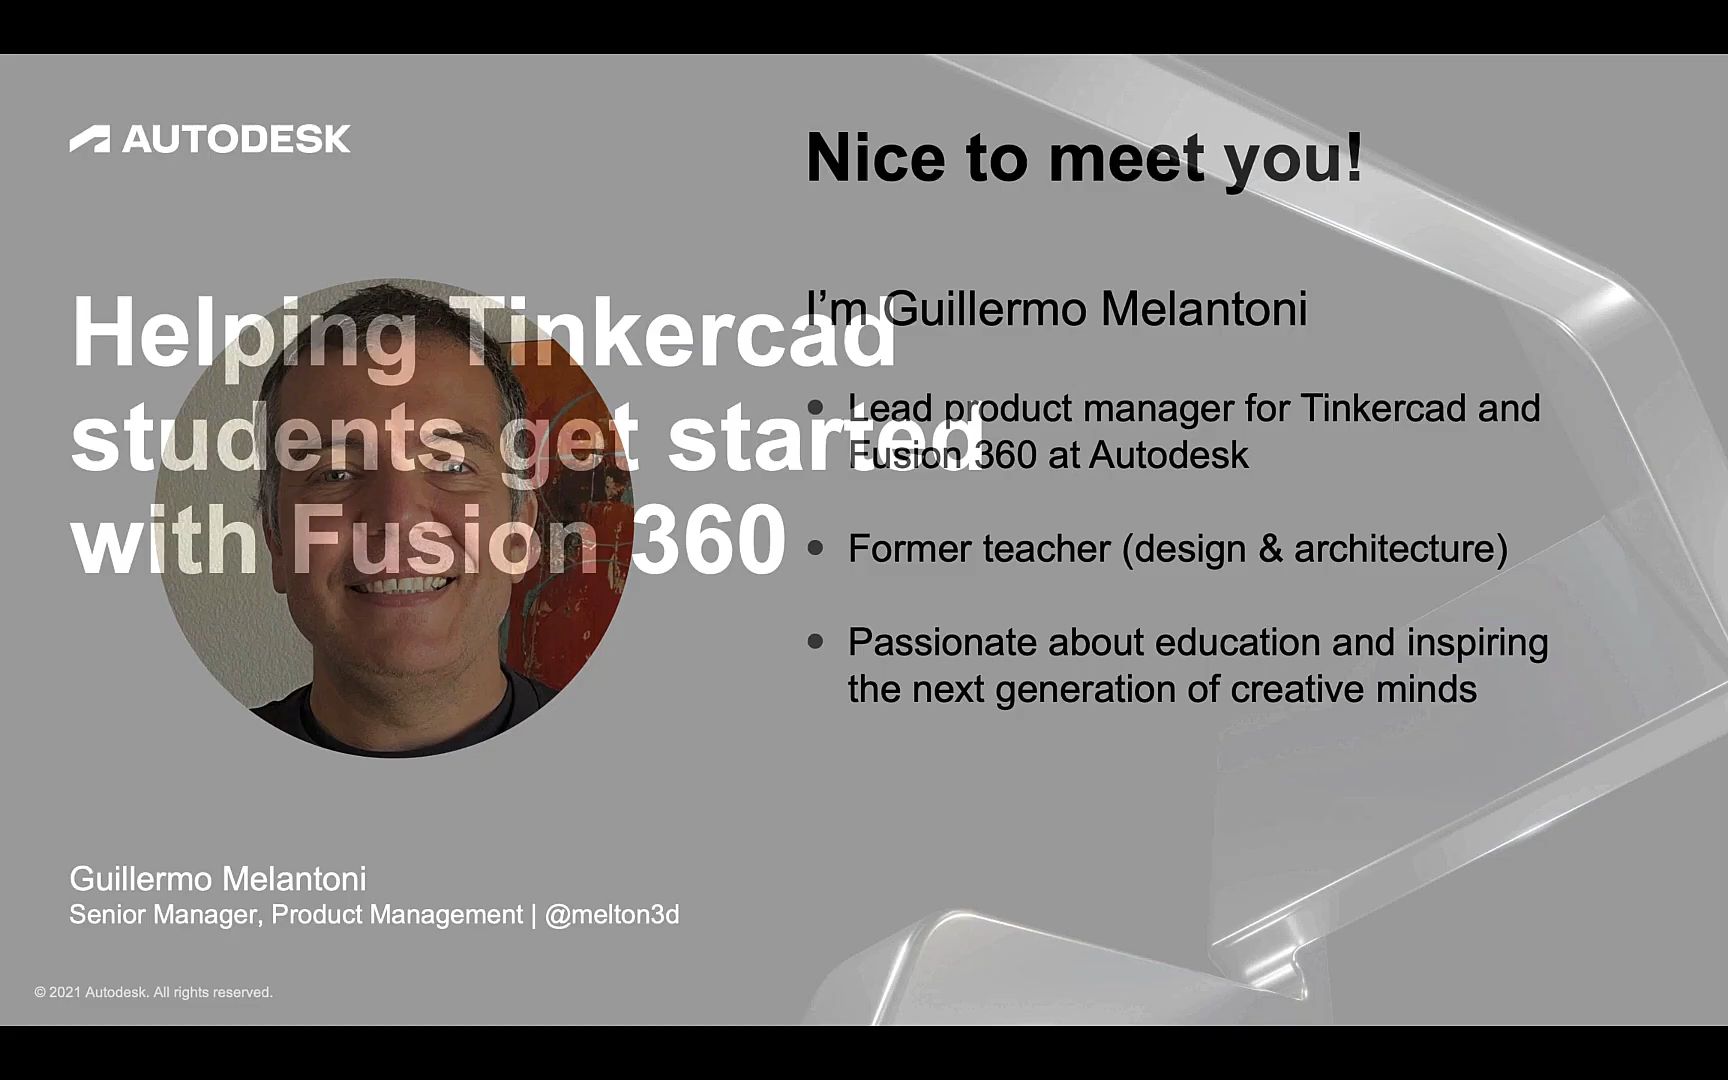 AUTODESK
Helping Tinkercad
students get started
with Fusion 360
Guillermo Melantoni
Senior Manager, Product Management | @melton3d
© 2021 Autodesk. All rights reserved.
Nice to meet you!
I’m Guillermo Melantoni
• Lead product manager for Tinkercad and
Fusion 360 at Autodesk
• Former teacher (design & architecture)
• Passionate about education and inspiring
the next generation of creative minds